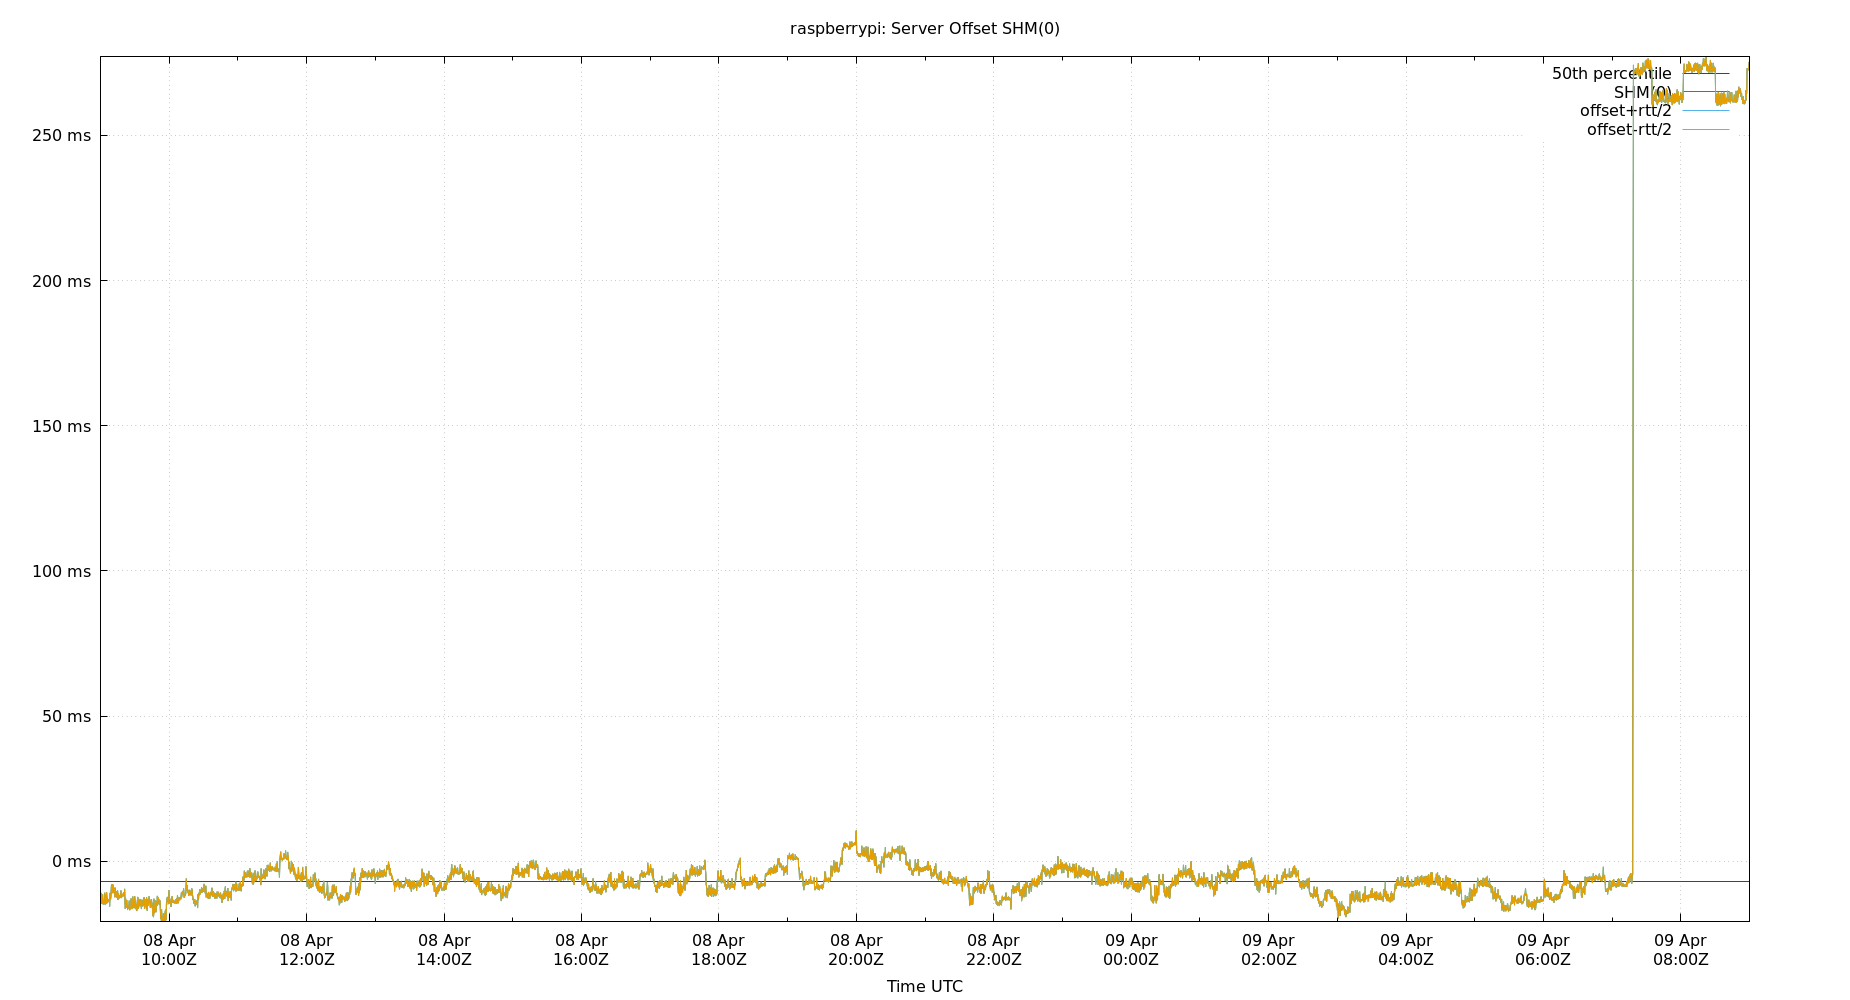 raspberrypi: Server Offset SHM(0)
50th percentile
SHM(0)
offset+rtt/2
offset-rtt/2
250 ms
200 ms
150 ms
100 ms
50 ms
0 ms
08 Apr 08 Apr 08 Apr 08 Apr 08 Apr 08 Apr 08 Apr 09 Apr 09 Apr 09 Apr 09 Apr 09 Apr
10:00Z 12:00Z 14:00Z 16:00Z 18:00Z 20:00Z 22:00Z 00:00Z 02:00Z 04:00Z 06:00Z 08:00Z
Time UTC